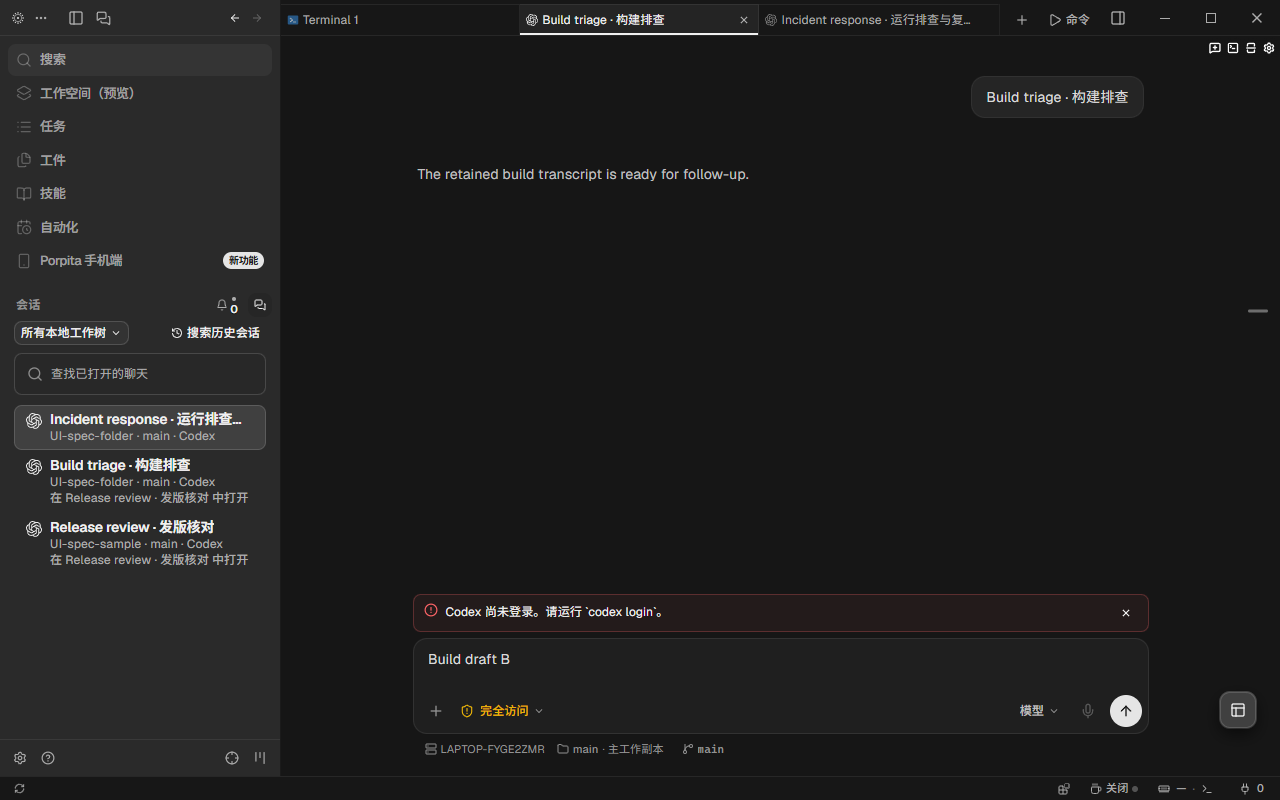 Terminal 1
Build triage · 构建排查
Incident response · 运行排查与复...
命令
搜索
工作空间（预览）
任务
工件
技能
自动化
Porpita 手机端
新功能
会话
0
所有本地工作树
搜索历史会话
查找已打开的聊天
Incident response · 运行排查...
UI-spec-folder · main · Codex
Build triage · 构建排查
UI-spec-folder · main · Codex
在 Release review · 发版核对 中打开
Release review · 发版核对
UI-spec-sample · main · Codex
在 Release review · 发版核对 中打开
Build triage · 构建排查
The retained build transcript is ready for follow-up.
Codex 尚未登录。请运行 `codex login`。
Build draft B
完全访问
模型
LAPTOP-FYGE2ZMR
main · 主工作副本
main
关闭
— ·
0